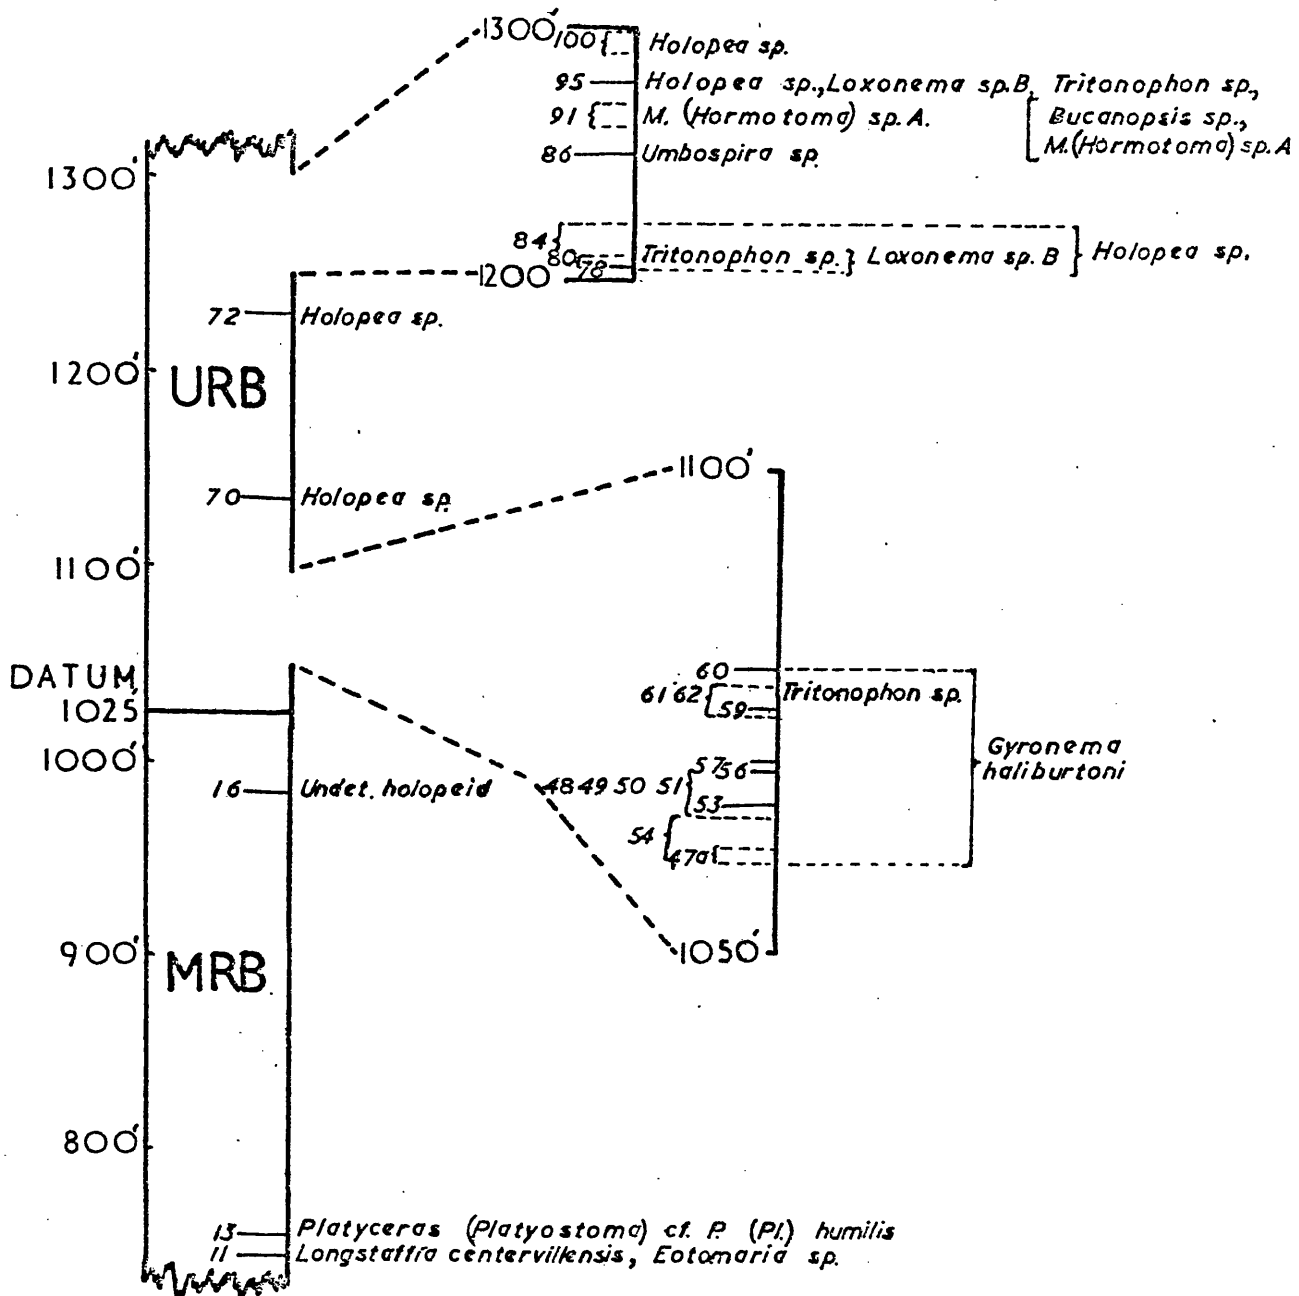 1300'
100 { Holopea sp.
95 Holopea sp., Loxonema sp. B, Tritonophon sp.,
91 { M. (Hormotoma) sp. A. [ Bucanopsis sp.,
M. (Hormotoma) sp. A
86 Umbospira sp.
1300'
84 {
80 { Tritonophon sp. } Loxonema sp. B } Holopea sp.
78
1200'
72 Holopea sp.
1200'
URB
1100'
70 Holopea sp.
1100'
60
DATUM
61 62 { Tritonophon sp.
59
1025'
1000'
57 56
Gyronema
haliburtoni
16 Undet. holopeid
48 49 50 51 {
53
54 {
47a {
900'
1050'
MRB
800'
13 Platyceras (Platyostoma) cf. P. (Pl.) humilis
11 Longstaffia centervillensis, Eotomaria sp.